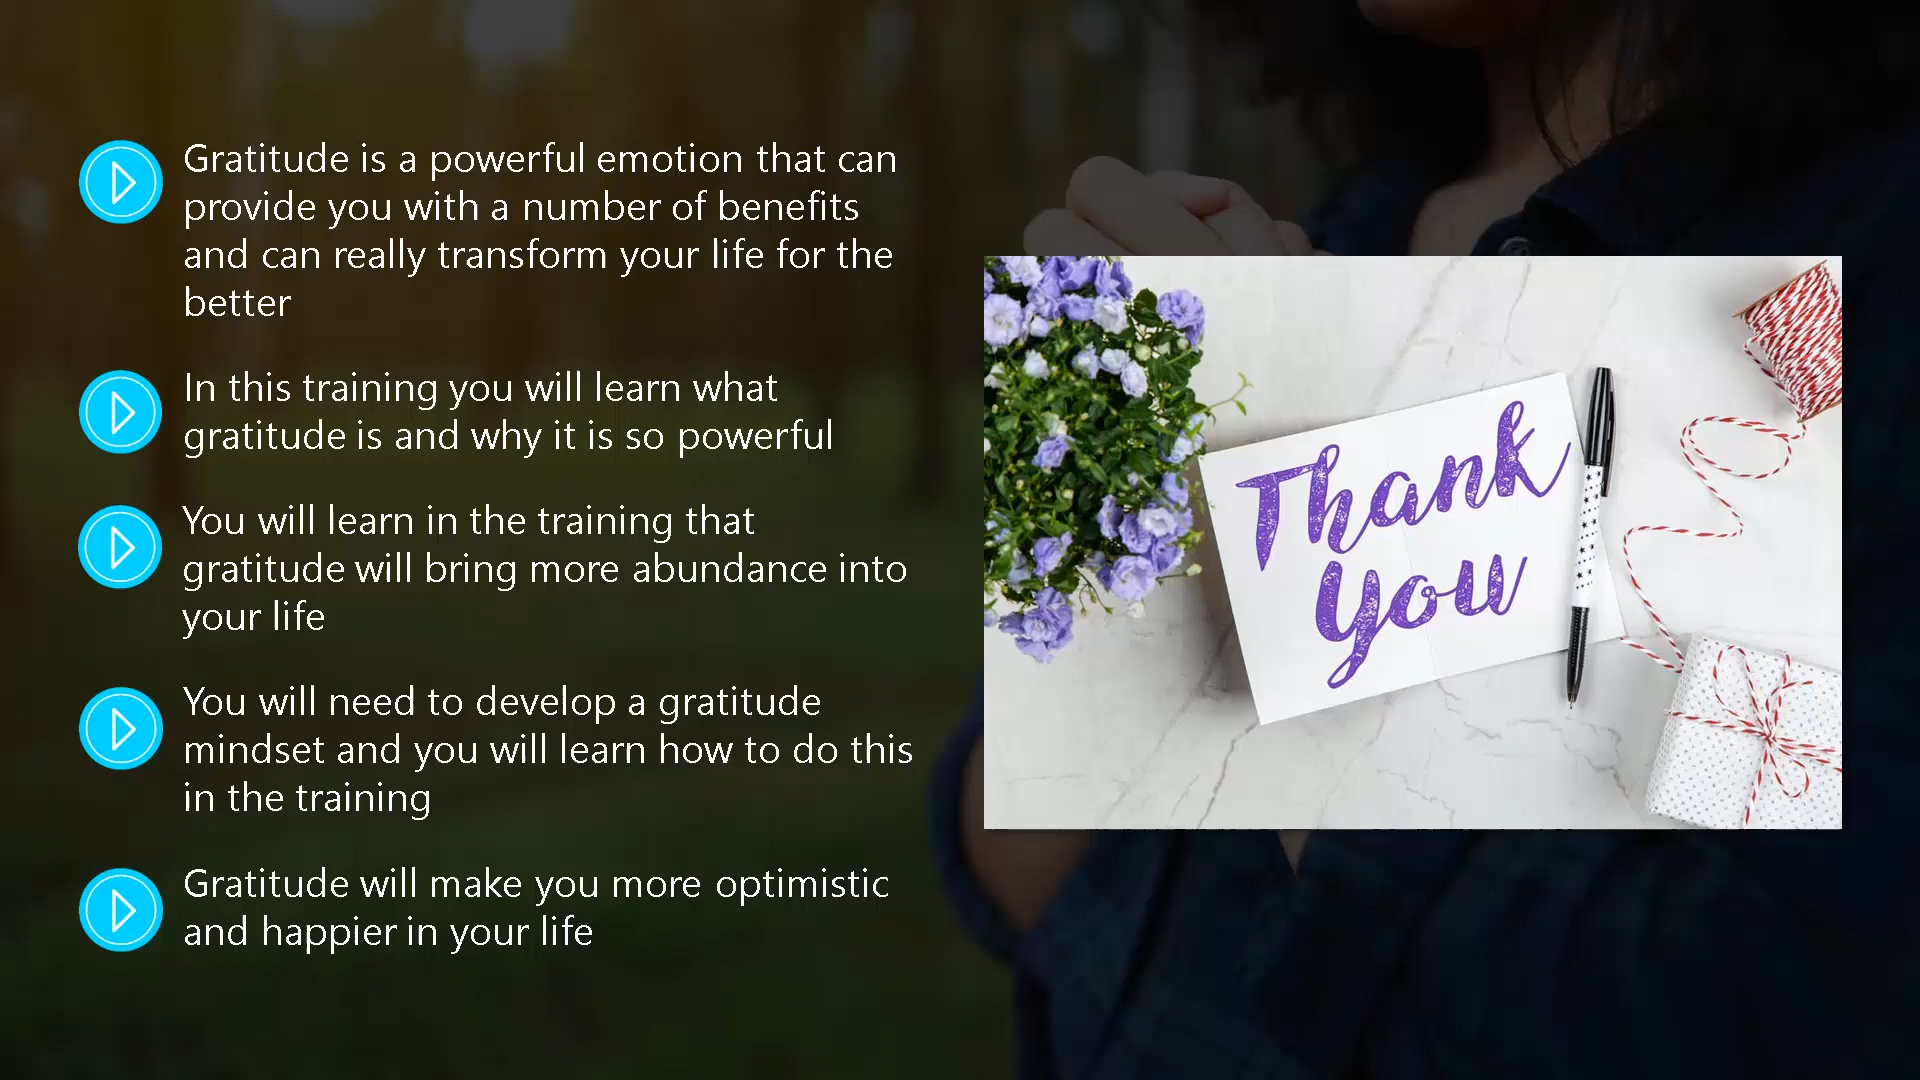 Gratitude is a powerful emotion that can
provide you with a number of benefits
and can really transform your life for the
better
In this training you will learn what
gratitude is and why it is so powerful
You will learn in the training that
gratitude will bring more abundance into
your life
You will need to develop a gratitude
mindset and you will learn how to do this
in the training
Gratitude will make you more optimistic
and happier in your life
Thank
You